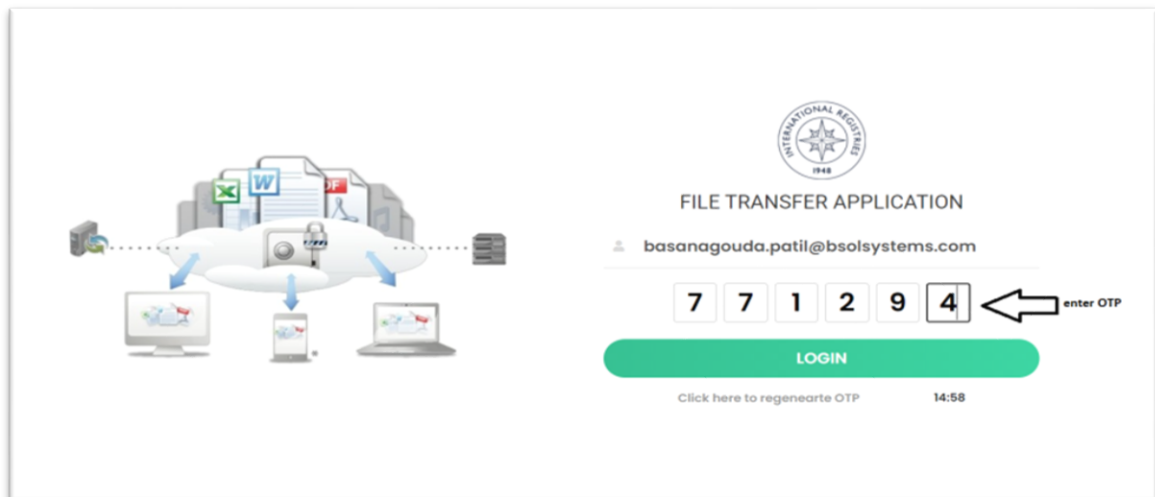 INTERNATIONAL REGISTRIES
1948
FILE TRANSFER APPLICATION
basanagouda.patil@bsolsystems.com
7 7 1 2 9 4
enter OTP
LOGIN
Click here to regenearte OTP 14:58
X
W
DF